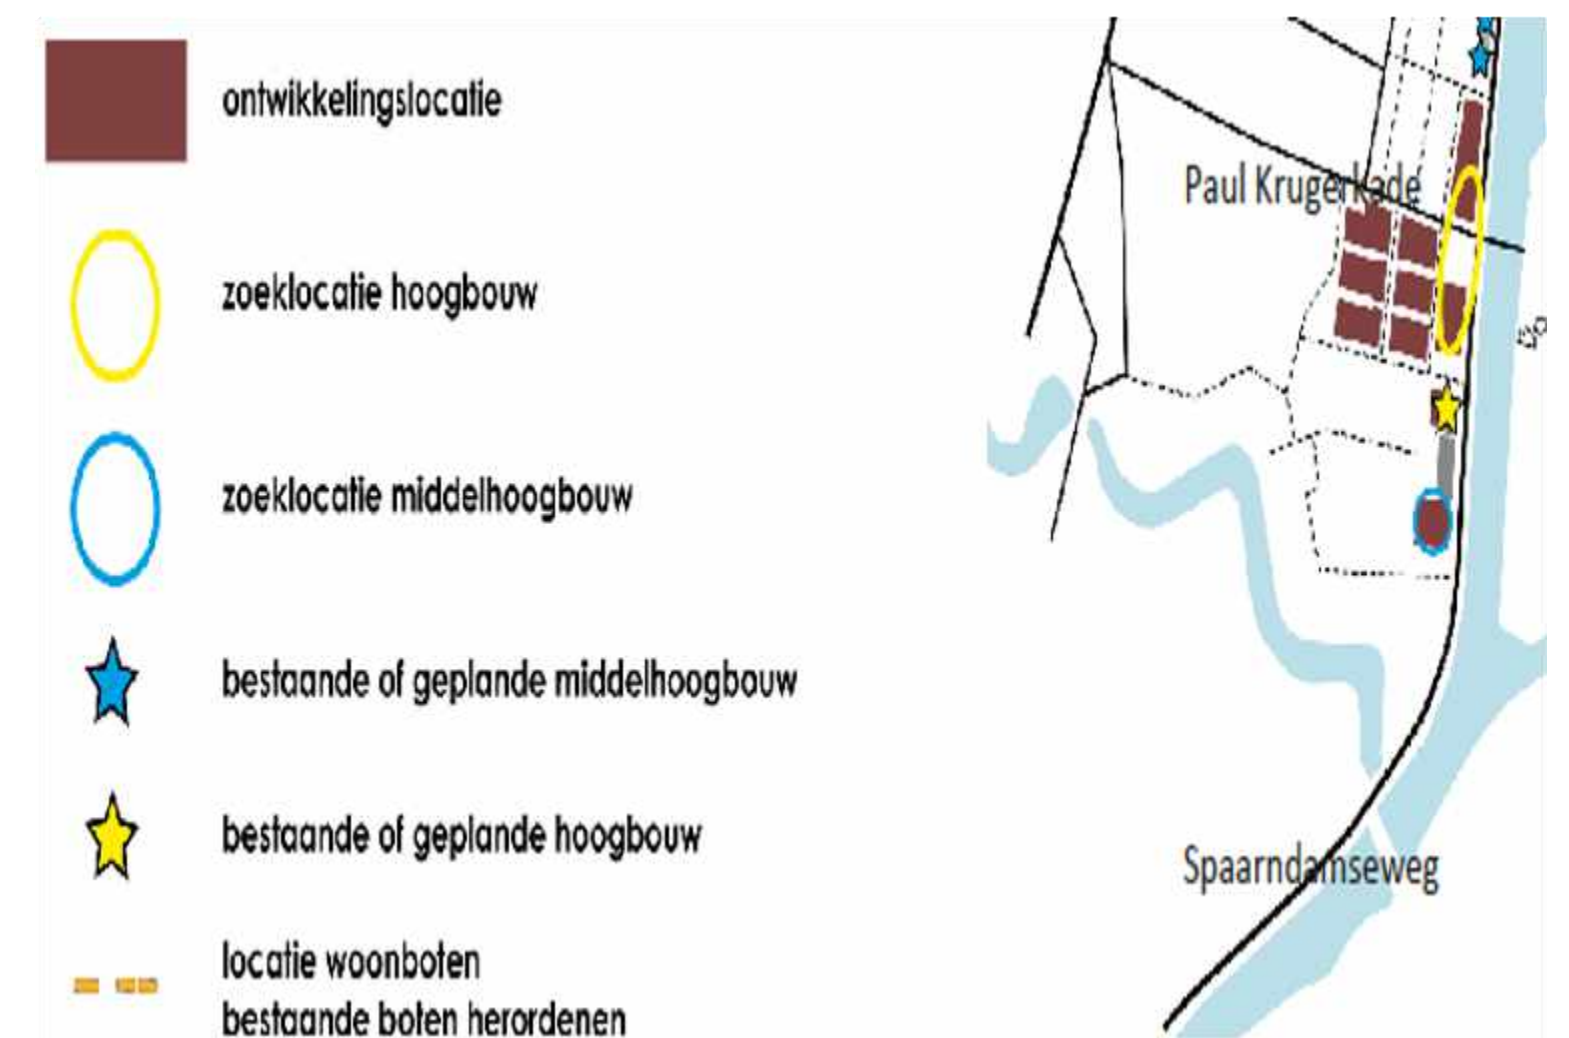 ontwikkelingslocatie
zoeklocatie hoogbouw
zoeklocatie middelhoogbouw
bestaande of geplande middelhoogbouw
bestaande of geplande hoogbouw
locatie woonboten
bestaande boten herordenen
Paul Krugerkade
Spaarndamseweg